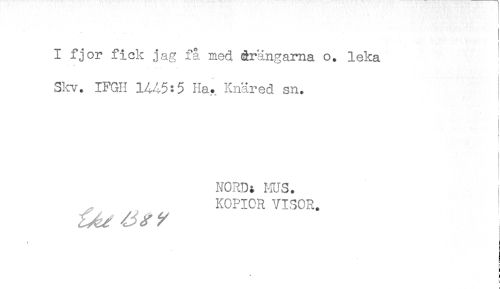 I fjor fick jag få med drängarna o. leka
Skv. IFGH 1445:5 Ha. Knäred sn.
NORD: MUS.
KOPIOR VISOR.
Ekl B84